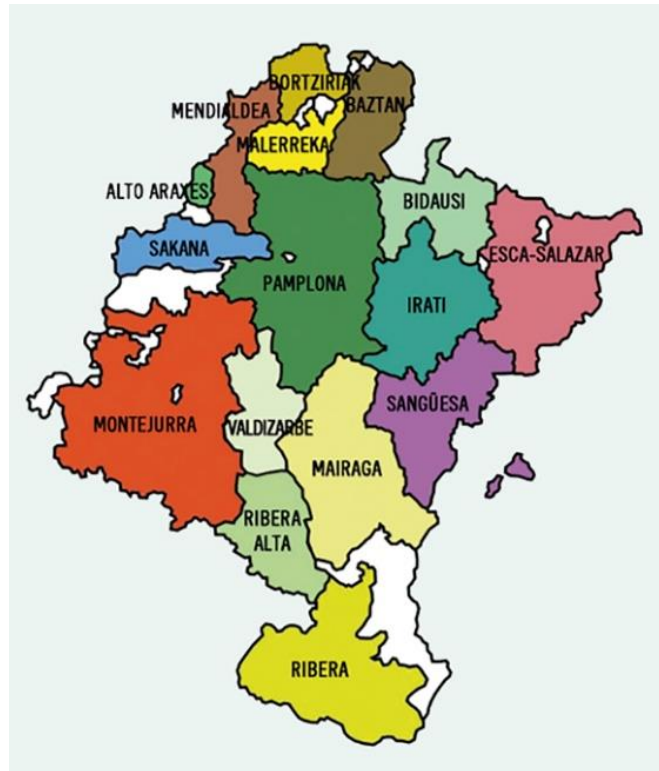 BORTZIRIAK
MENDIALDEA
BAZTAN
MALERREKA
ALTO ARAXES
BIDAUSI
SAKANA
ESCA-SALAZAR
PAMPLONA
IRATI
SANGÜESA
MONTEJURRA
VALDIZARBE
MAIRAGA
RIBERA
ALTA
RIBERA